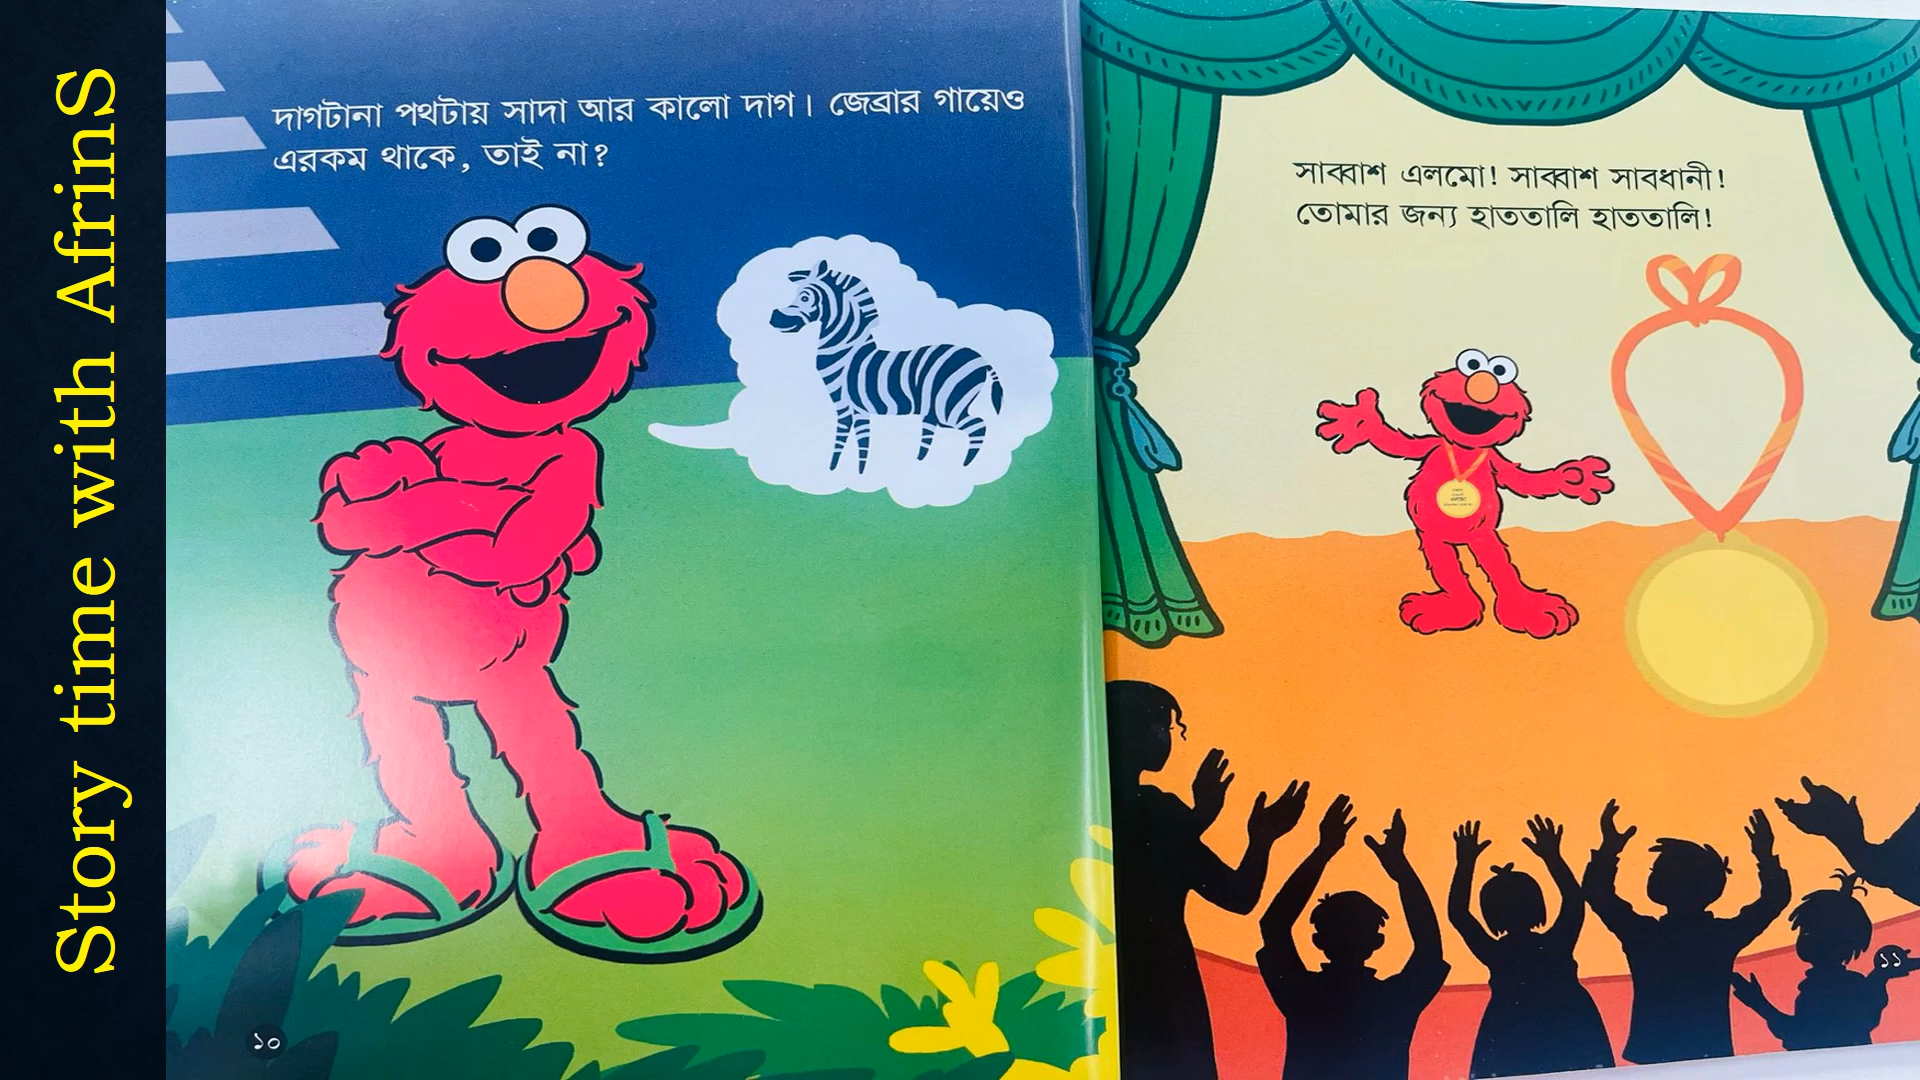 Story time with AfrinS
দাগটানা পথটায় সাদা আর কালো দাগ। জেব্রার গায়েও
এরকম থাকে, তাই না?
১০
সাব্বাশ এলমো! সাব্বাশ সাবধানী!
তোমার জন্য হাততালি হাততালি!
১১